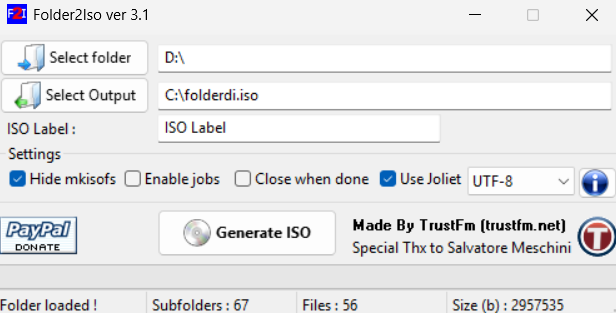 F2I Folder2Iso ver 3.1
Select folder D:\
Select Output C:\folderdi.iso
ISO Label : ISO Label
Settings
Hide mkisofs Enable jobs Close when done Use Joliet UTF-8 i
PayPal
DONATE
Generate ISO
Made By TrustFm (trustfm.net)
Special Thx to Salvatore Meschini
T
Folder loaded ! Subfolders : 67 Files : 56 Size (b) : 2957535